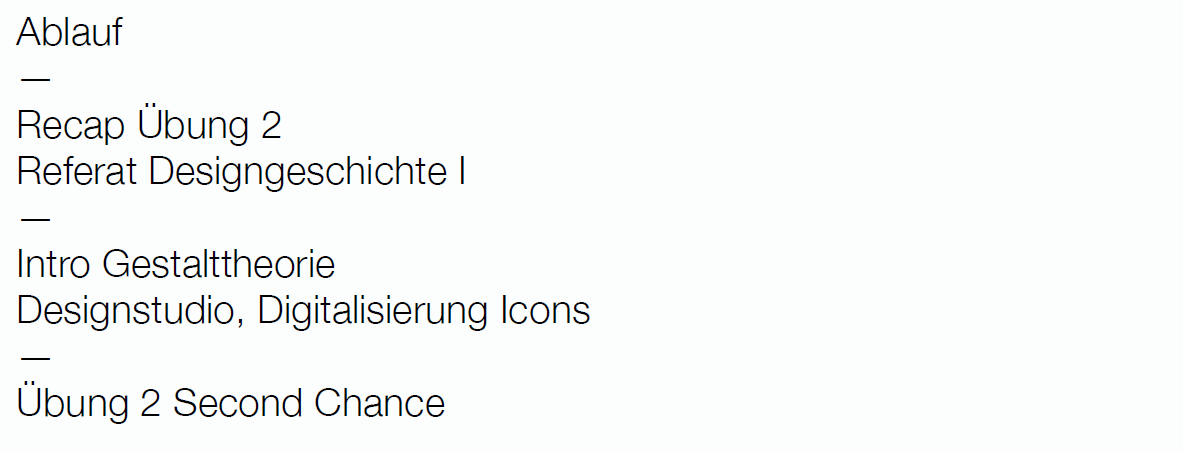 Ablauf
—
Recap Übung 2
Referat Designgeschichte I
—
Intro Gestalttheorie
Designstudio, Digitalisierung Icons
—
Übung 2 Second Chance